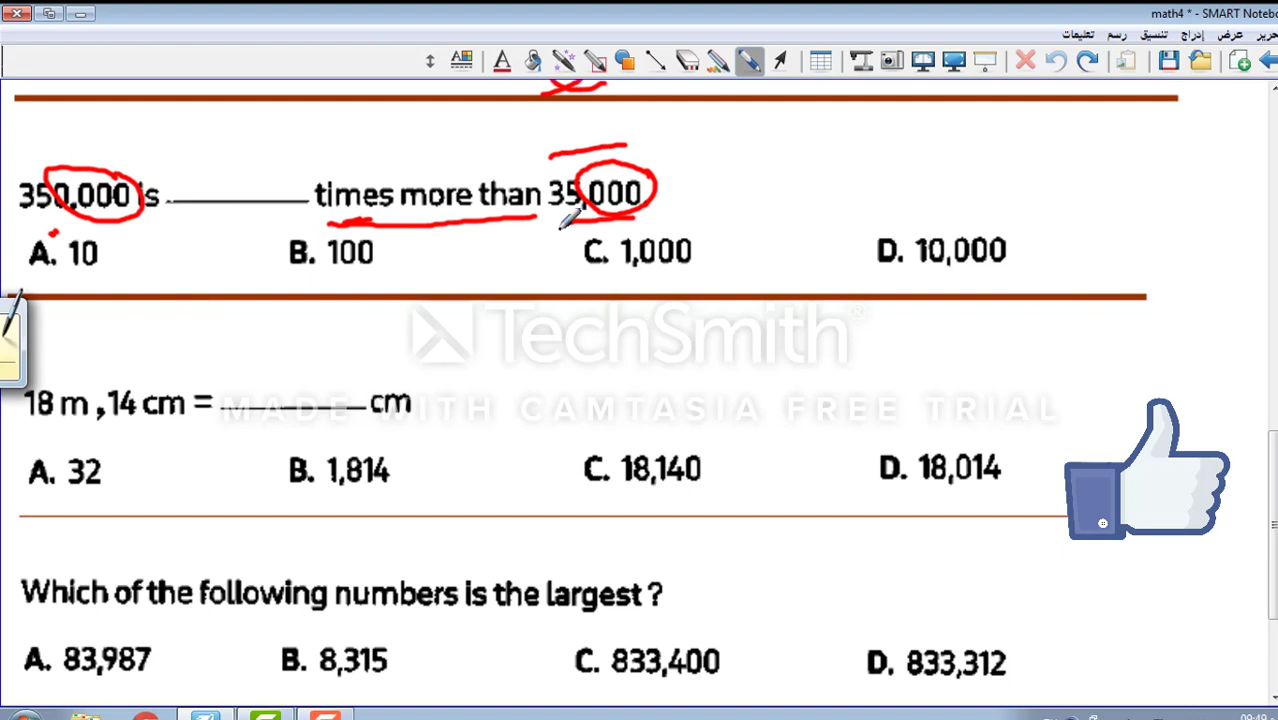 math4 * - SMART Notebo
تحرير عرض إدراج تنسيق رسم تعليمات
350,000 is ________ times more than 35,000
A. 10 B. 100 C. 1,000 D. 10,000
TechSmith
MADE WITH CAMTASIA FREE TRIAL
18 m , 14 cm = ________ cm
A. 32 B. 1,814 C. 18,140 D. 18,014
Which of the following numbers is the largest ?
A. 83,987 B. 8,315 C. 833,400 D. 833,312